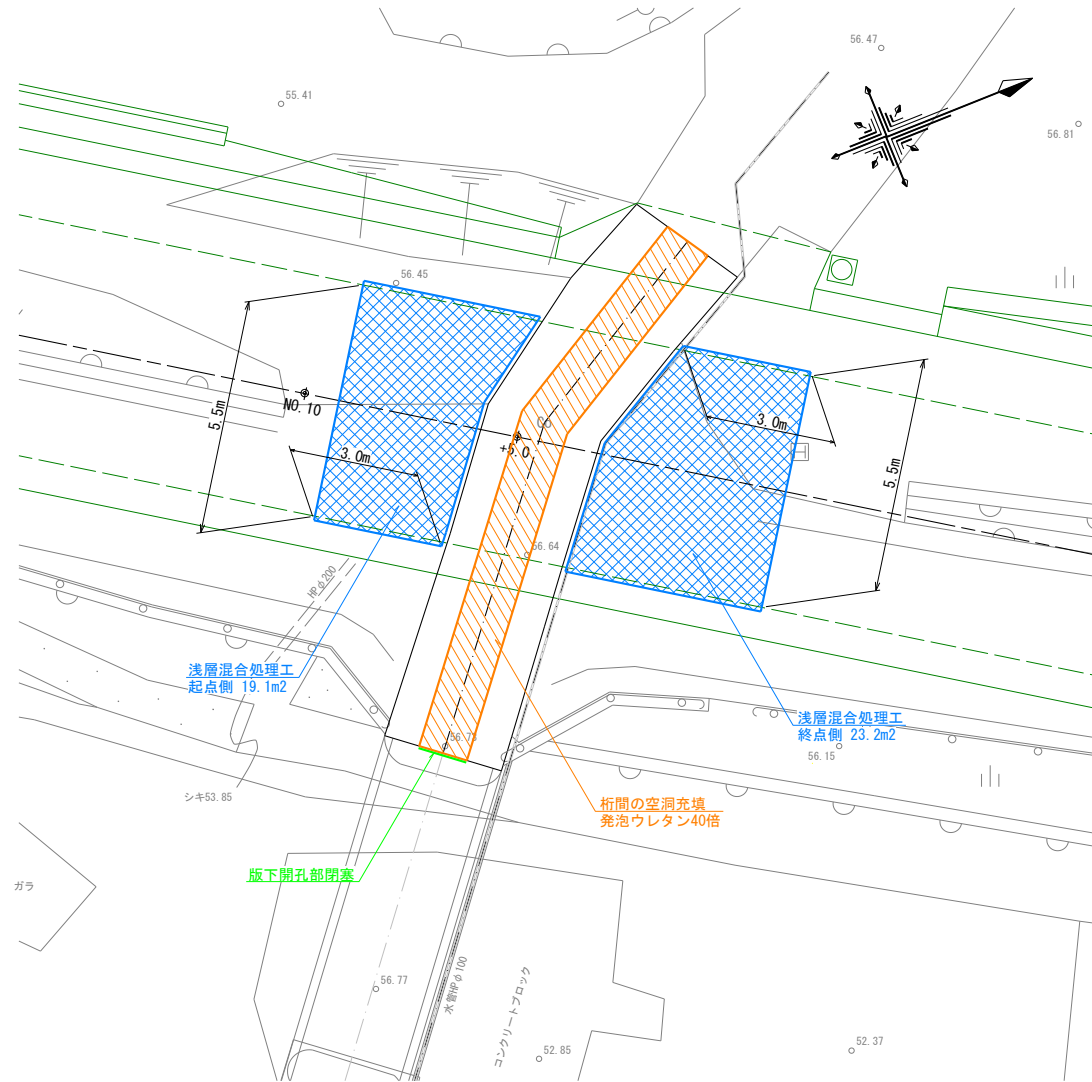 56.47
55.41
56.81
56.45
NO.10
5.5m
3.0m
Co
+5.0
3.0m
5.5m
56.64
HPφ200
浅層混合処理工
起点側 19.1m2
浅層混合処理工
終点側 23.2m2
56.15
56.73
シキ53.85
桁間の空洞充填
発泡ウレタン40倍
版下開孔部閉塞
ガラ
56.77
水管HPφ100
コンクリートブロック
52.85
52.37